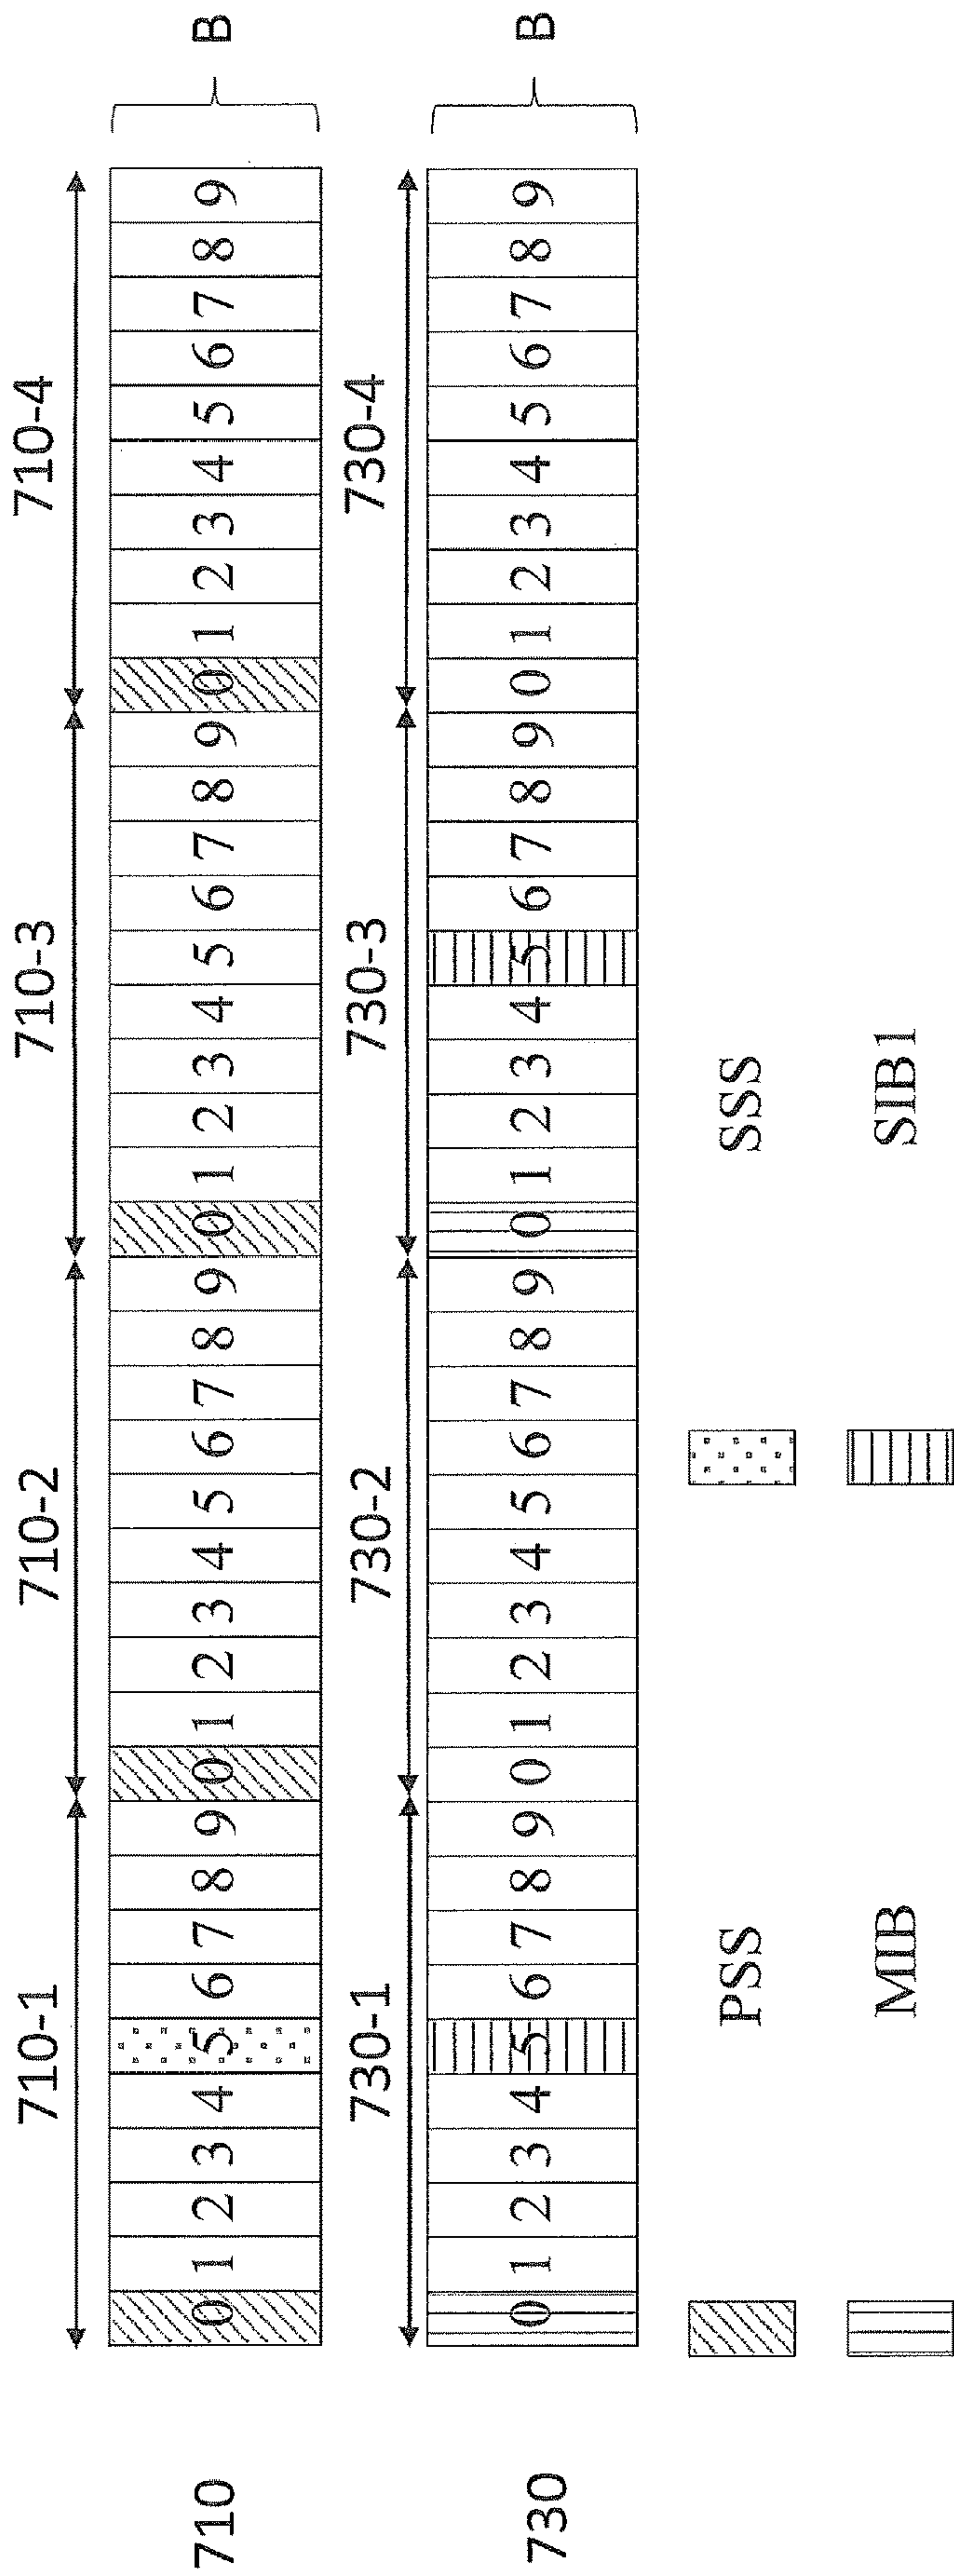 710-1 710-2 710-3 710-4
710 0 1 2 3 4 5 6 7 8 9 0 1 2 3 4 5 6 7 8 9 0 1 2 3 4 5 6 7 8 9 0 1 2 3 4 5 6 7 8 9 B
730-1 730-2 730-3 730-4
730 0 1 2 3 4 5 6 7 8 9 0 1 2 3 4 5 6 7 8 9 0 1 2 3 4 5 6 7 8 9 0 1 2 3 4 5 6 7 8 9 B
PSS SSS
MIB SIB1